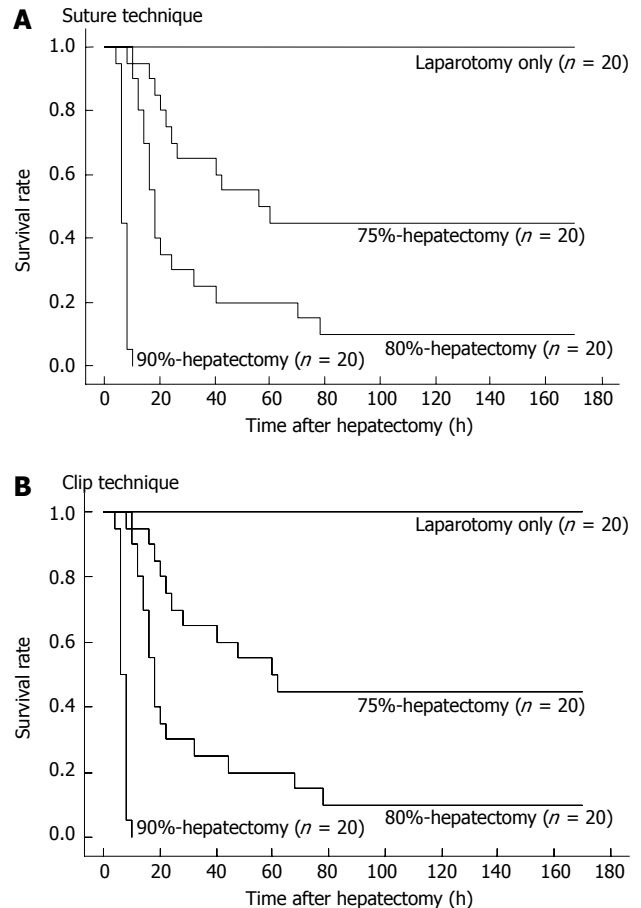 A
Suture technique
1.0
0.8
0.6
0.4
0.2
0.0
Survival rate
Laparotomy only (n = 20)
75%-hepatectomy (n = 20)
80%-hepatectomy (n = 20)
90%-hepatectomy (n = 20)
0 20 40 60 80 100 120 140 160 180
Time after hepatectomy (h)
B
Clip technique
1.0
0.8
0.6
0.4
0.2
0.0
Survival rate
Laparotomy only (n = 20)
75%-hepatectomy (n = 20)
80%-hepatectomy (n = 20)
90%-hepatectomy (n = 20)
0 20 40 60 80 100 120 140 160 180
Time after hepatectomy (h)